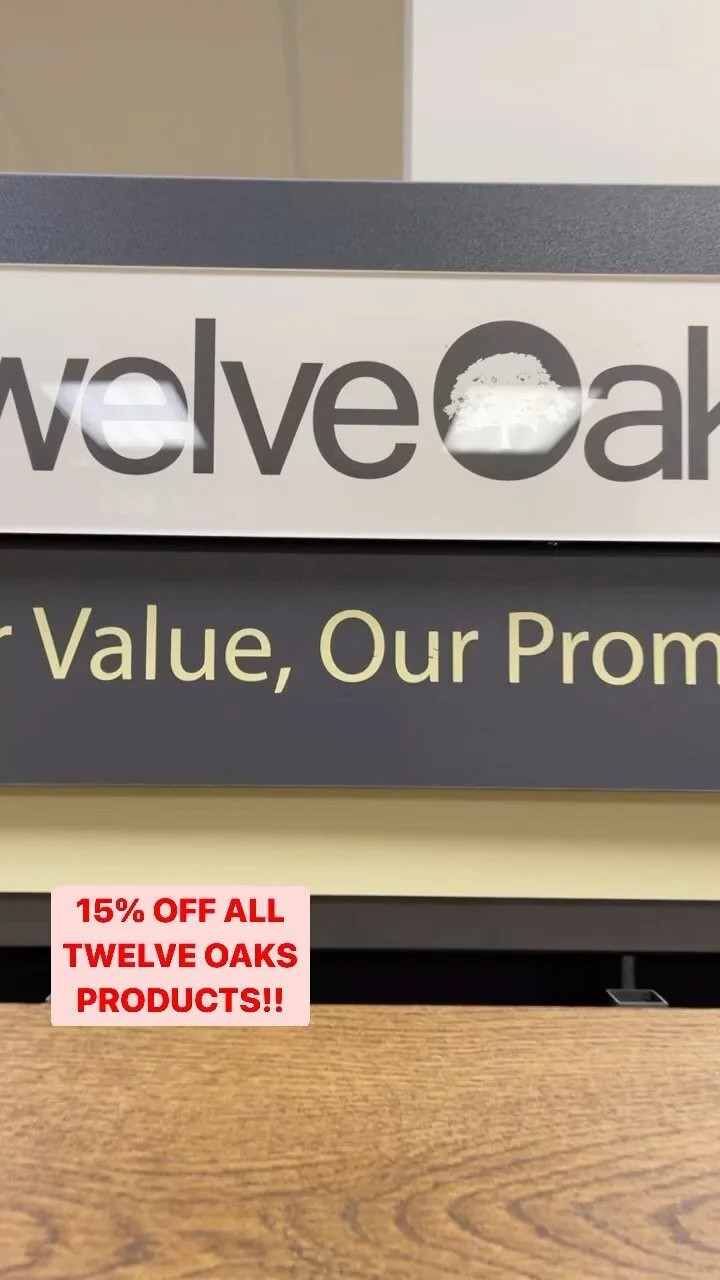 welve Oak
r Value, Our Prom
15% OFF ALL
TWELVE OAKS
PRODUCTS!!